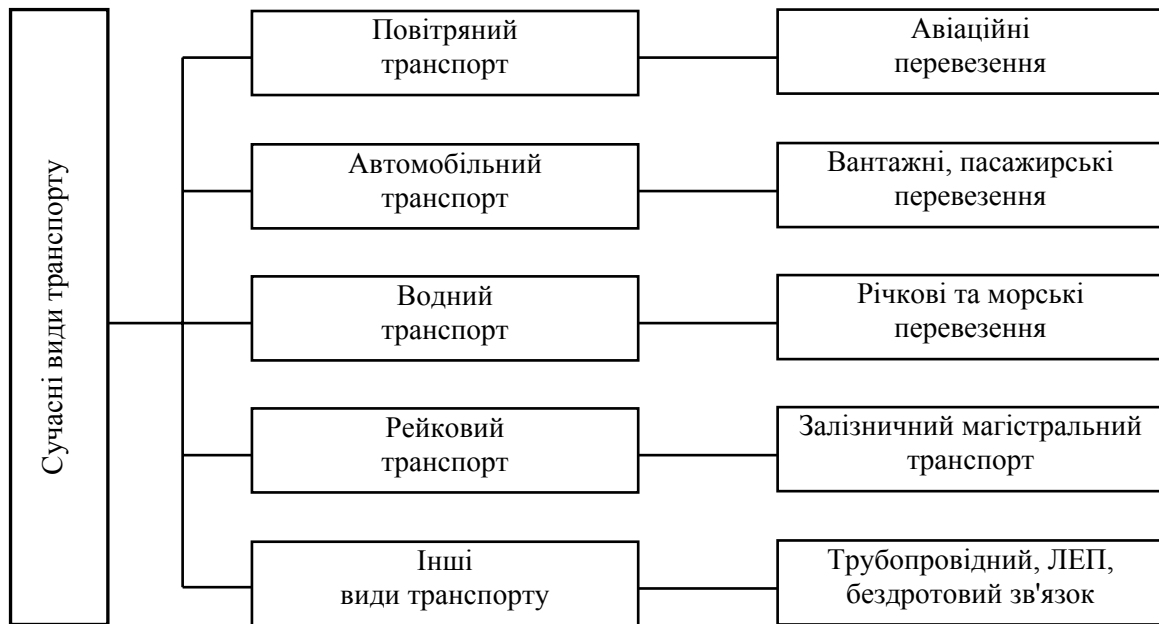 Сучасні види транспорту
Повітряний
транспорт
Авіаційні
перевезення
Автомобільний
транспорт
Вантажні, пасажирські
перевезення
Водний
транспорт
Річкові та морські
перевезення
Рейковий
транспорт
Залізничний магістральний
транспорт
Інші
види транспорту
Трубопровідний, ЛЕП,
бездротовий зв'язок